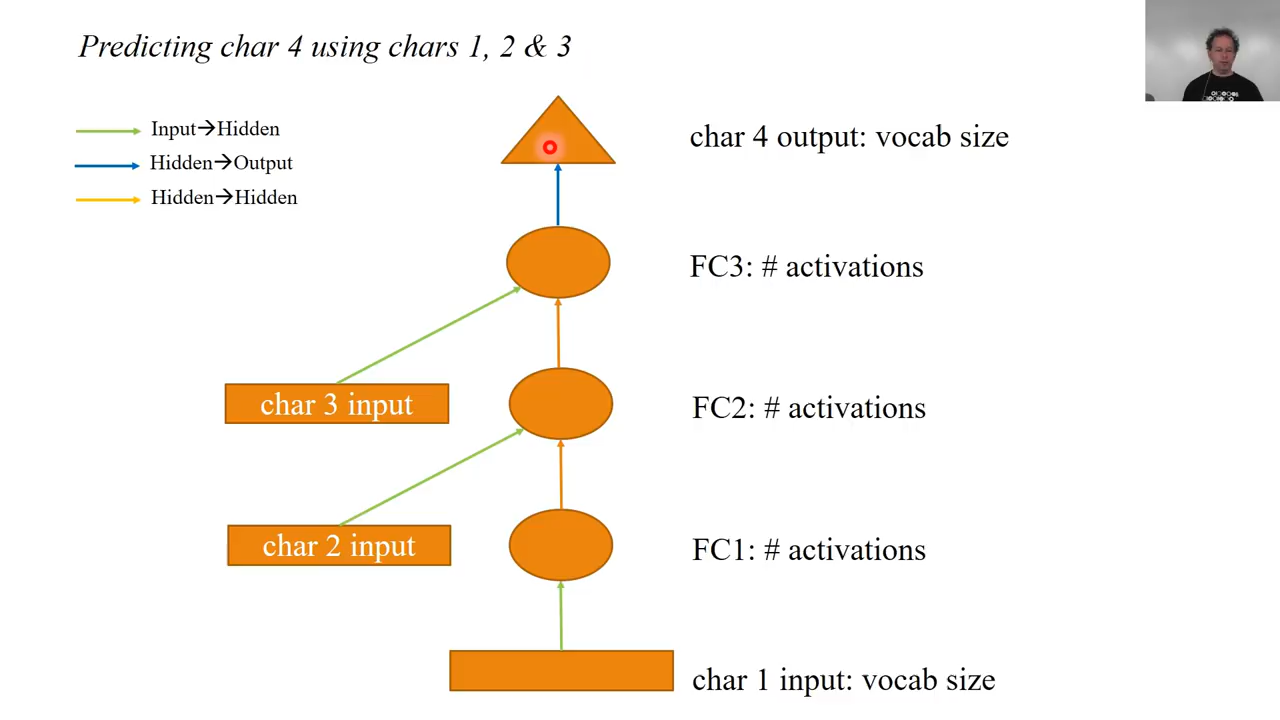 Predicting char 4 using chars 1, 2 & 3
Input→Hidden
Hidden→Output
Hidden→Hidden
char 4 output: vocab size
FC3: # activations
char 3 input
FC2: # activations
char 2 input
FC1: # activations
char 1 input: vocab size